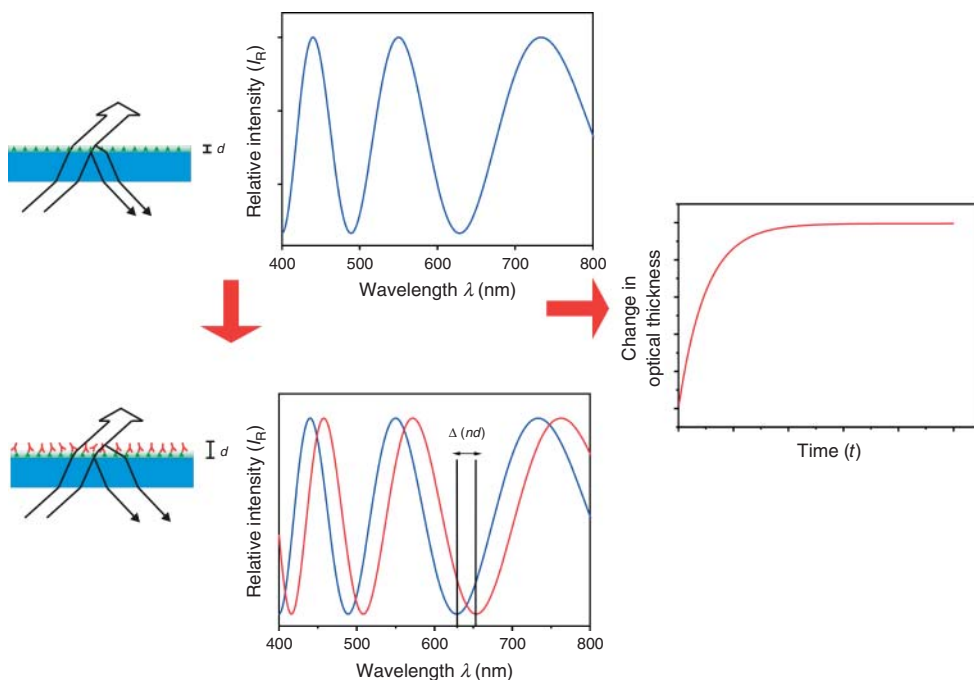 Relative intensity (I_R)
d
400 500 600 700 800
Wavelength λ (nm)
Change in
optical thickness
Time (t)
Relative intensity (I_R)
Δ (nd)
d
400 500 600 700 800
Wavelength λ (nm)